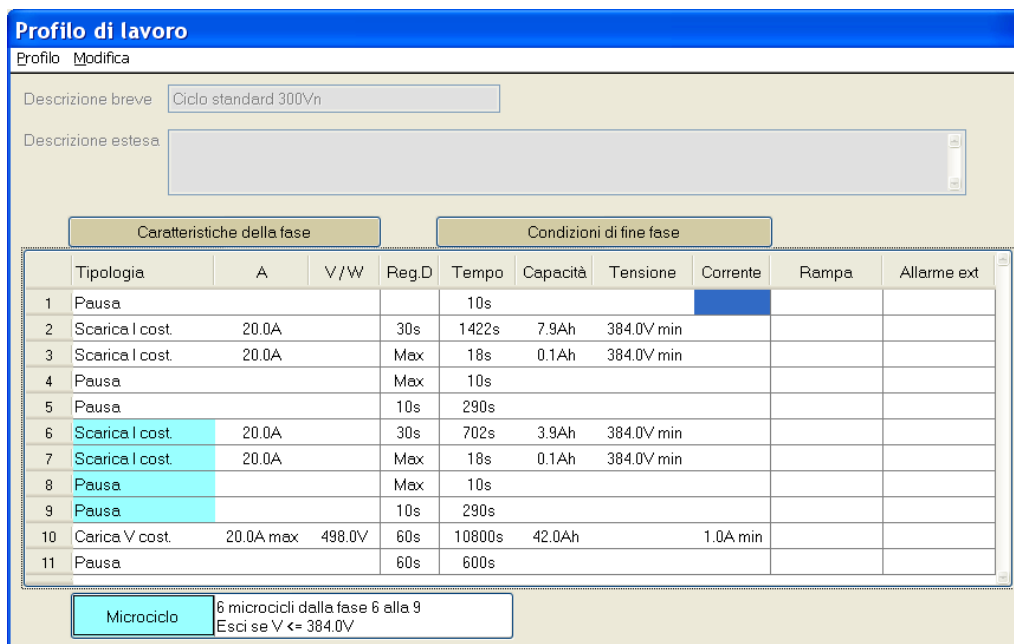 Profilo di lavoro
Profilo Modifica
Descrizione breve Ciclo standard 300Vn
Descrizione estesa
Caratteristiche della fase Condizioni di fine fase
Tipologia A V/W Reg.D Tempo Capacità Tensione Corrente Rampa Allarme ext
1 Pausa 10s
2 Scarica I cost. 20.0A 30s 1422s 7.9Ah 384.0V min
3 Scarica I cost. 20.0A Max 18s 0.1Ah 384.0V min
4 Pausa Max 10s
5 Pausa 10s 290s
6 Scarica I cost. 20.0A 30s 702s 3.9Ah 384.0V min
7 Scarica I cost. 20.0A Max 18s 0.1Ah 384.0V min
8 Pausa Max 10s
9 Pausa 10s 290s
10 Carica V cost. 20.0A max 498.0V 60s 10800s 42.0Ah 1.0A min
11 Pausa 60s 600s
Microciclo 6 microcicli dalla fase 6 alla 9
Esci se V <= 384.0V